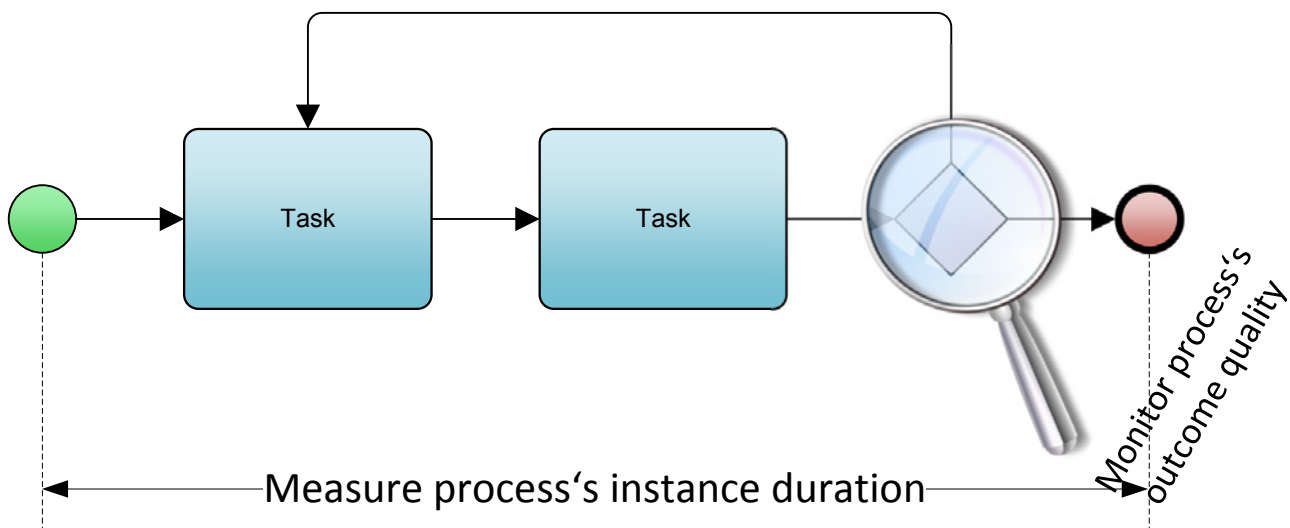 Task
Task
Monitor process‘s
outcome quality
Measure process‘s instance duration